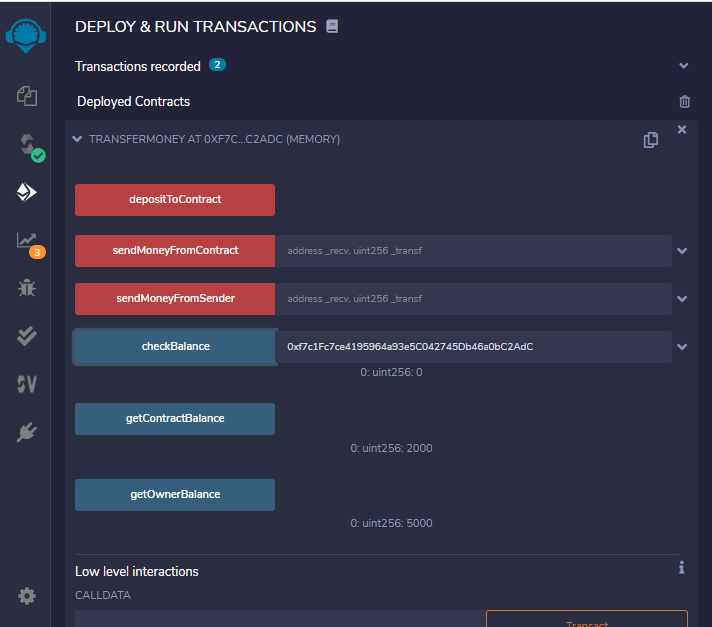 DEPLOY & RUN TRANSACTIONS
Transactions recorded 2
Deployed Contracts
TRANSFERMONEY AT 0XF7C...C2ADC (MEMORY)
depositToContract
sendMoneyFromContract address _recv, uint256 _transf
3
sendMoneyFromSender address _recv, uint256 _transf
checkBalance 0xf7c1Fc7ce4195964a93e5C042745Db46a0bC2AdC
0: uint256: 0
SV
getContractBalance
0: uint256: 2000
getOwnerBalance
0: uint256: 5000
Low level interactions i
CALLDATA
Transact